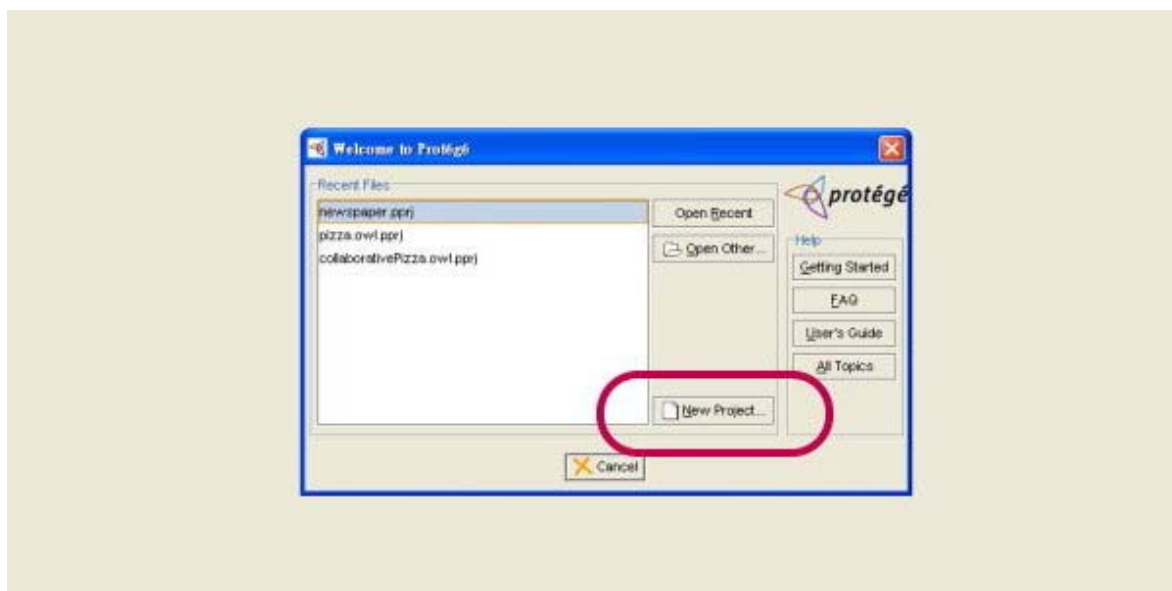 Welcome to Protégé
Recent Files
newspaper.pprj
pizza.owl.pprj
collaborativePizza.owl.pprj
Open Recent
Open Other...
New Project...
protégé
Help
Getting Started
FAQ
User's Guide
All Topics
Cancel